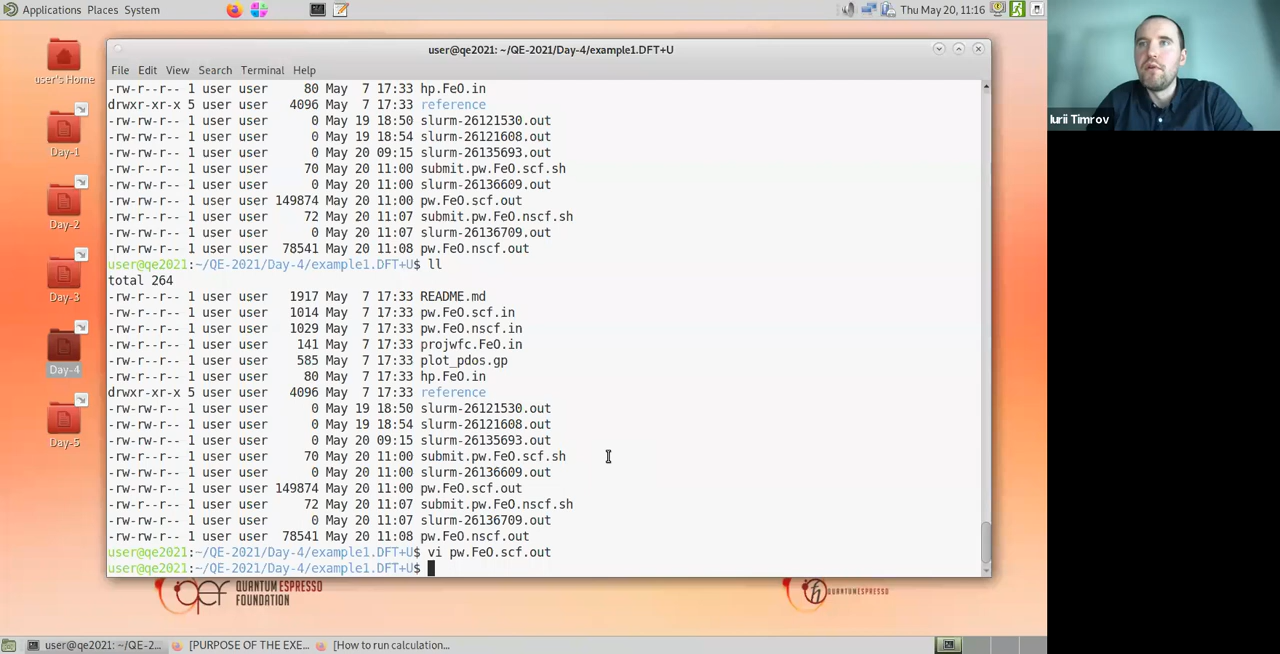 Applications Places System
Thu May 20, 11:16
user@qe2021: ~/QE-2021/Day-4/example1.DFT+U
File Edit View Search Terminal Help
-rw-r--r-- 1 user user     80 May  7 17:33 hp.FeO.in
drwxr-xr-x 5 user user   4096 May  7 17:33 reference
-rw-r--r-- 1 user user      0 May 19 18:50 slurm-26121530.out
-rw-r--r-- 1 user user      0 May 19 18:54 slurm-26121608.out
-rw-r--r-- 1 user user      0 May 20 09:15 slurm-26135693.out
-rw-r--r-- 1 user user     70 May 20 11:00 submit.pw.FeO.scf.sh
-rw-r--r-- 1 user user      0 May 20 11:00 slurm-26136609.out
-rw-r--r-- 1 user user 149874 May 20 11:00 pw.FeO.scf.out
-rw-r--r-- 1 user user     72 May 20 11:07 submit.pw.FeO.nscf.sh
-rw-r--r-- 1 user user      0 May 20 11:07 slurm-26136709.out
-rw-r--r-- 1 user user  78541 May 20 11:08 pw.FeO.nscf.out
user@qe2021:~/QE-2021/Day-4/example1.DFT+U$ ll
total 264
-rw-r--r-- 1 user user   1917 May  7 17:33 README.md
-rw-r--r-- 1 user user   1014 May  7 17:33 pw.FeO.scf.in
-rw-r--r-- 1 user user   1029 May  7 17:33 pw.FeO.nscf.in
-rw-r--r-- 1 user user    141 May  7 17:33 projwfc.FeO.in
-rw-r--r-- 1 user user    585 May  7 17:33 plot_pdos.gp
-rw-r--r-- 1 user user     80 May  7 17:33 hp.FeO.in
drwxr-xr-x 5 user user   4096 May  7 17:33 reference
-rw-r--r-- 1 user user      0 May 19 18:50 slurm-26121530.out
-rw-r--r-- 1 user user      0 May 19 18:54 slurm-26121608.out
-rw-r--r-- 1 user user      0 May 20 09:15 slurm-26135693.out
-rw-r--r-- 1 user user     70 May 20 11:00 submit.pw.FeO.scf.sh
-rw-r--r-- 1 user user      0 May 20 11:00 slurm-26136609.out
-rw-r--r-- 1 user user 149874 May 20 11:00 pw.FeO.scf.out
-rw-r--r-- 1 user user     72 May 20 11:07 submit.pw.FeO.nscf.sh
-rw-r--r-- 1 user user      0 May 20 11:07 slurm-26136709.out
-rw-r--r-- 1 user user  78541 May 20 11:08 pw.FeO.nscf.out
user@qe2021:~/QE-2021/Day-4/example1.DFT+U$ vi pw.FeO.scf.out
user@qe2021:~/QE-2021/Day-4/example1.DFT+U$
user's Home
Day-1
Day-2
Day-3
Day-4
Day-5
QUANTUM ESPRESSO
FOUNDATION
QUANTUMESPRESSO
user@qe2021: ~/QE-2...
[PURPOSE OF THE EXE...
[How to run calculation...
Iurii Timrov